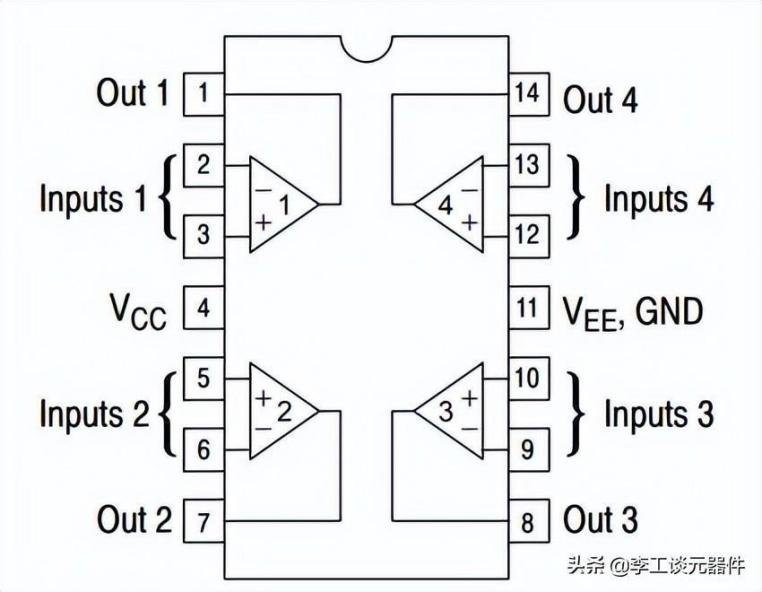 Out 1 1 14 Out 4
2 13
Inputs 1 − 1 4 − Inputs 4
+ +
3 12
VCC 4 11 VEE, GND
5 10
Inputs 2 + 2 3 + Inputs 3
− −
6 9
Out 2 7 8 Out 3
头条 @李工谈元器件